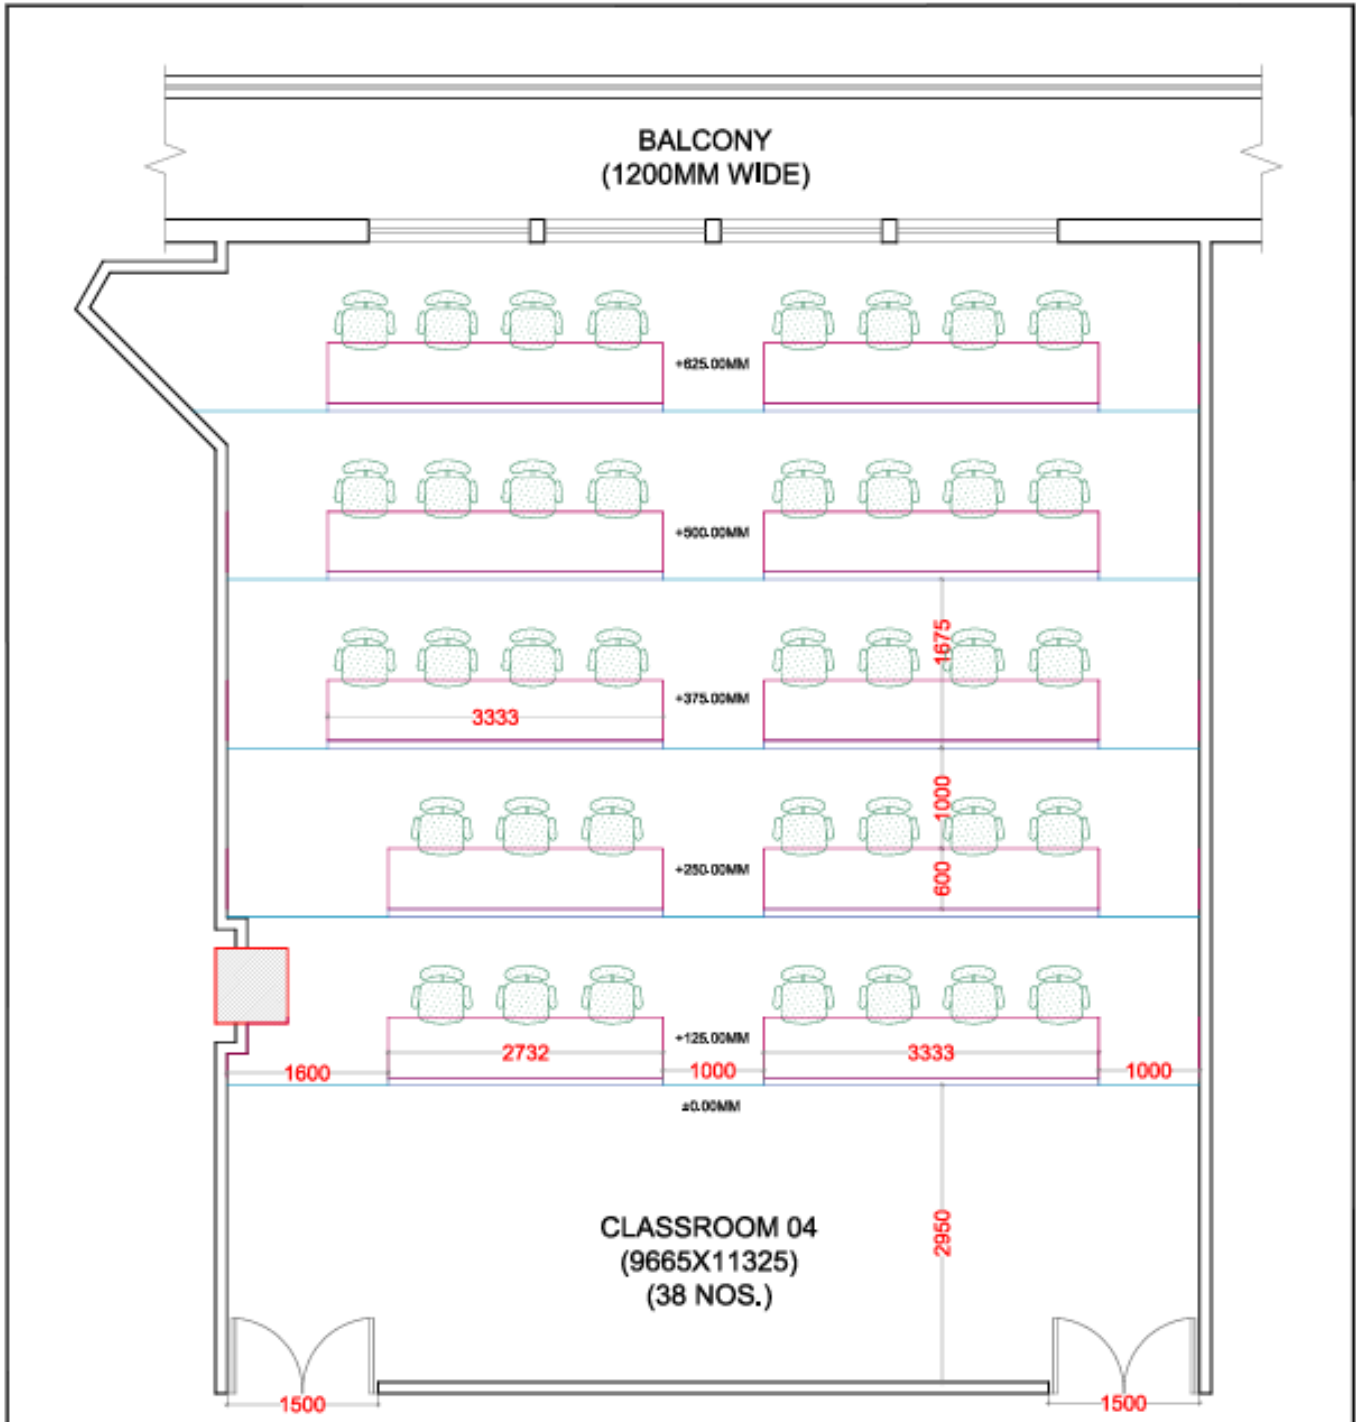 BALCONY
(1200MM WIDE)
+625.00MM
+500.00MM
1675
+375.00MM
3333
1000
+250.00MM
600
+125.00MM
2732
3333
1600
1000
1000
±0.00MM
2950
CLASSROOM 04
(9665X11325)
(38 NOS.)
1500
1500